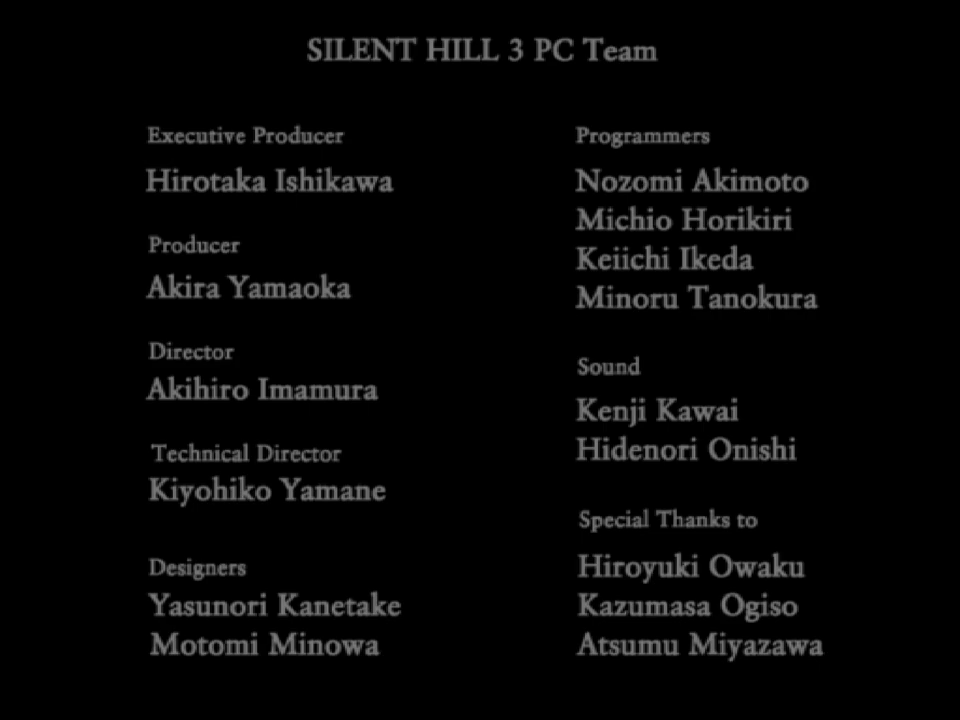 SILENT HILL 3 PC Team
Executive Producer
Hirotaka Ishikawa
Producer
Akira Yamaoka
Director
Akihiro Imamura
Technical Director
Kiyohiko Yamane
Designers
Yasunori Kanetake
Motomi Minowa
Programmers
Nozomi Akimoto
Michio Horikiri
Keiichi Ikeda
Minoru Tanokura
Sound
Kenji Kawai
Hidenori Onishi
Special Thanks to
Hiroyuki Owaku
Kazumasa Ogiso
Atsumu Miyazawa